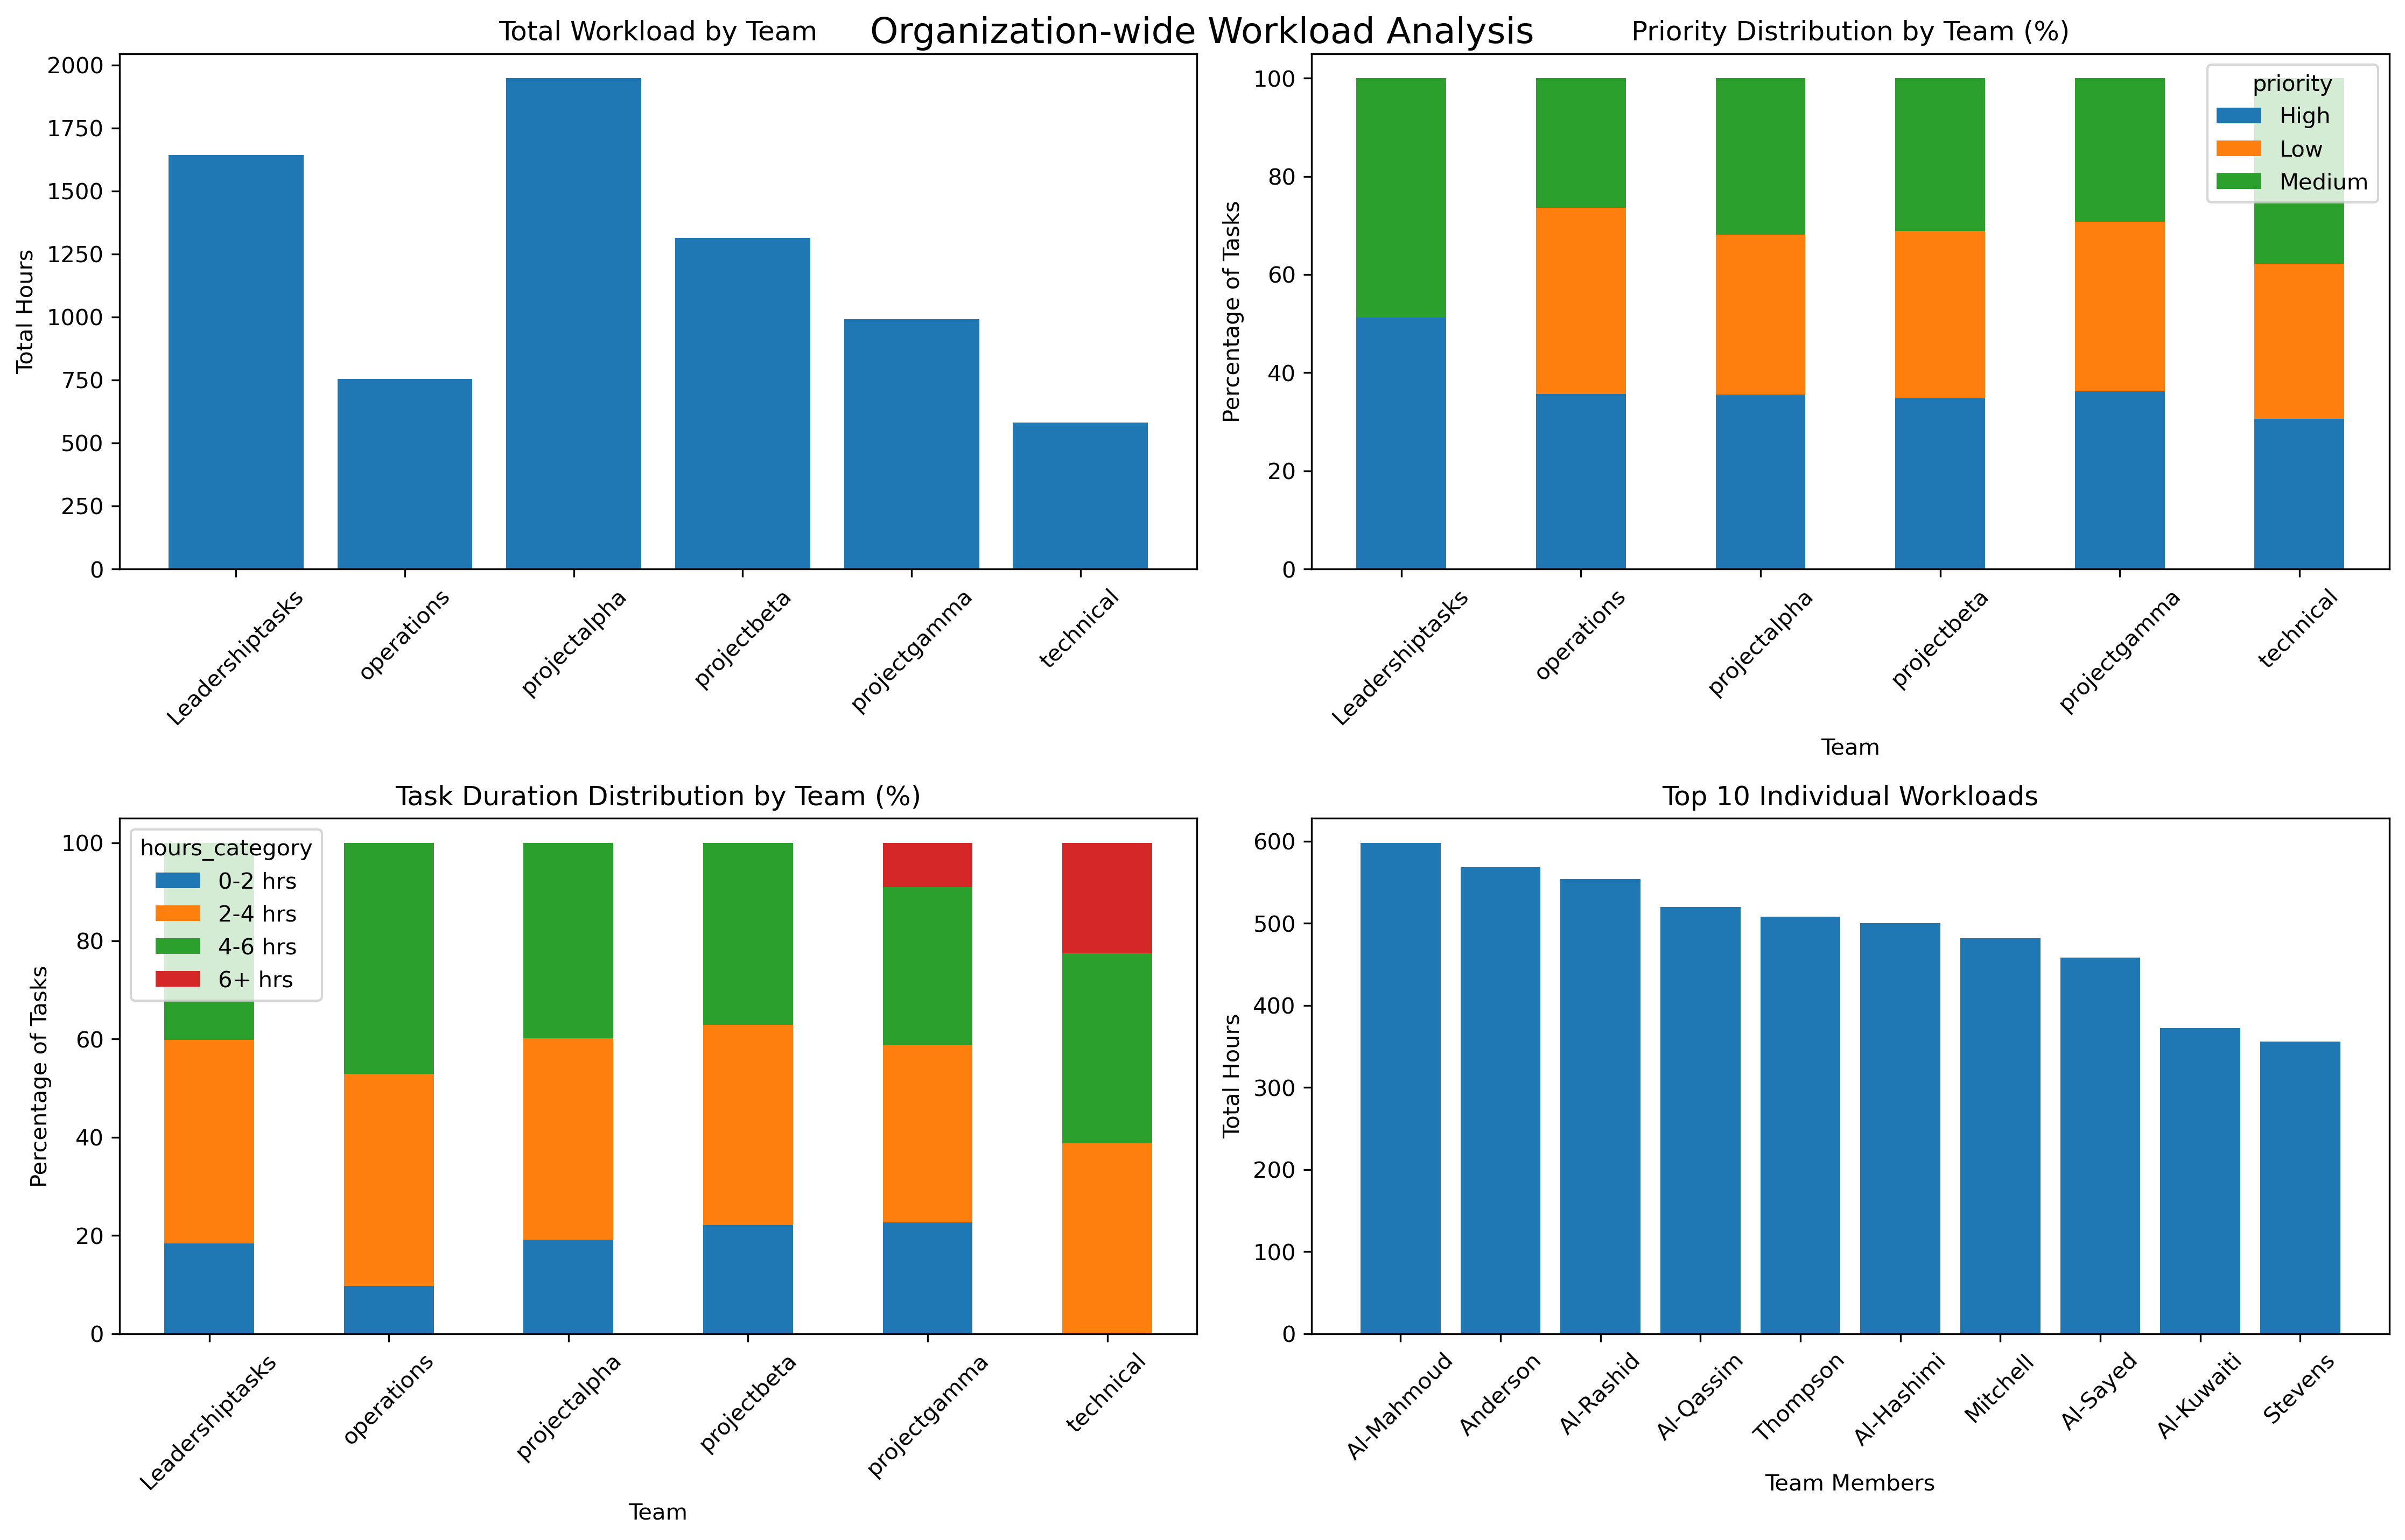 Organization-wide Workload Analysis
Total Workload by Team
Total Hours
2000
1750
1500
1250
1000
750
500
250
0
Leadershiptasks
operations
projectalpha
projectbeta
projectgamma
technical
Priority Distribution by Team (%)
Percentage of Tasks
100
80
60
40
20
0
priority
High
Low
Medium
Leadershiptasks
operations
projectalpha
projectbeta
projectgamma
technical
Team
Task Duration Distribution by Team (%)
Percentage of Tasks
100
80
60
40
20
0
hours_category
0-2 hrs
2-4 hrs
4-6 hrs
6+ hrs
Leadershiptasks
operations
projectalpha
projectbeta
projectgamma
technical
Team
Top 10 Individual Workloads
Total Hours
600
500
400
300
200
100
0
Al-Mahmoud
Anderson
Al-Rashid
Al-Qassim
Thompson
Al-Hashimi
Mitchell
Al-Sayed
Al-Kuwaiti
Stevens
Team Members